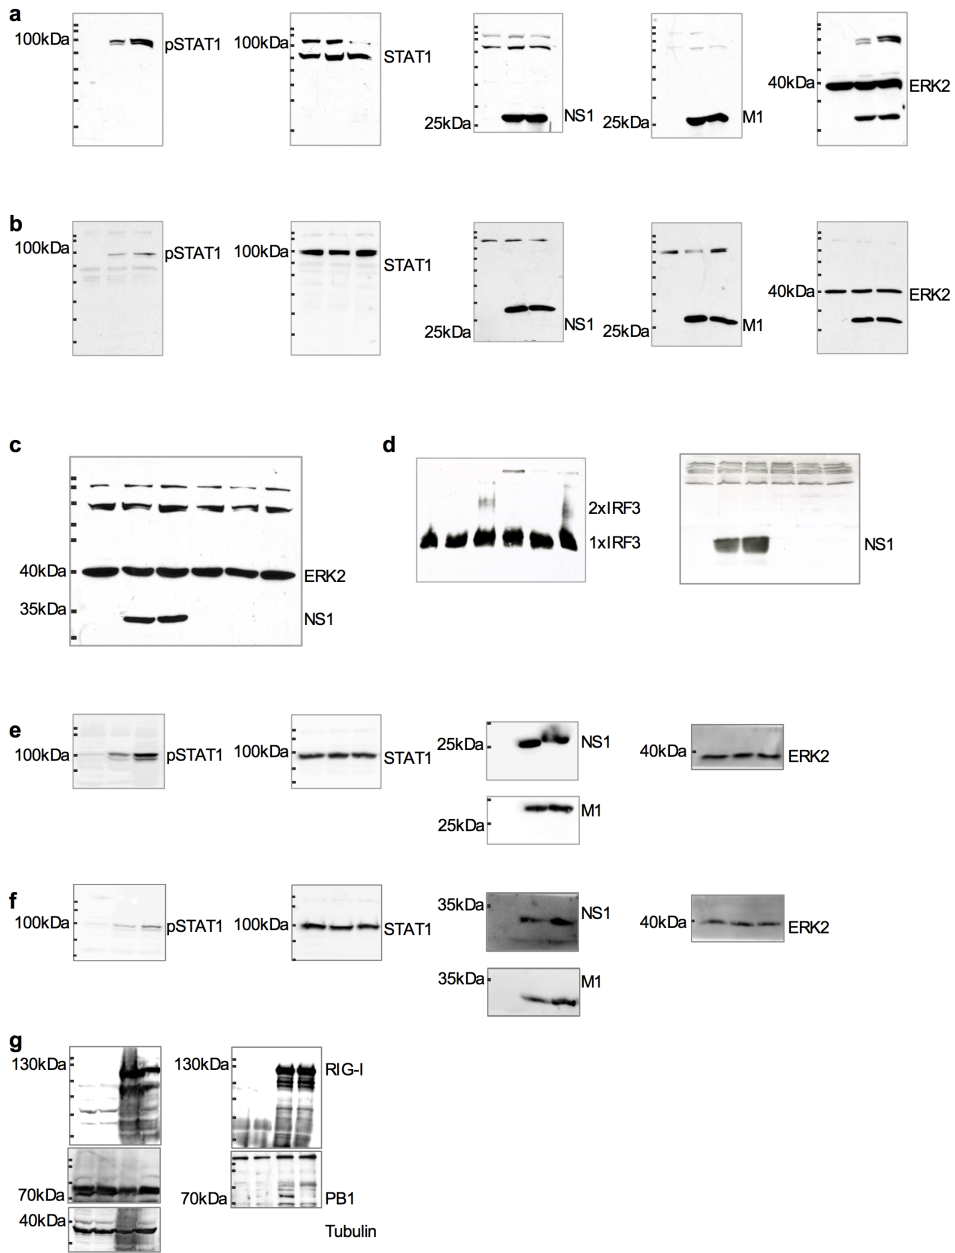 a
100kDa pSTAT1 100kDa STAT1 25kDa NS1 25kDa M1 40kDa ERK2
b
100kDa pSTAT1 100kDa STAT1 25kDa NS1 25kDa M1 40kDa ERK2
c
40kDa ERK2
35kDa NS1
d
2xIRF3
1xIRF3
NS1
e
100kDa pSTAT1 100kDa STAT1 25kDa NS1 40kDa ERK2
25kDa M1
f
100kDa pSTAT1 100kDa STAT1 35kDa NS1 40kDa ERK2
35kDa M1
g
130kDa 130kDa RIG-I
70kDa 70kDa PB1
40kDa Tubulin